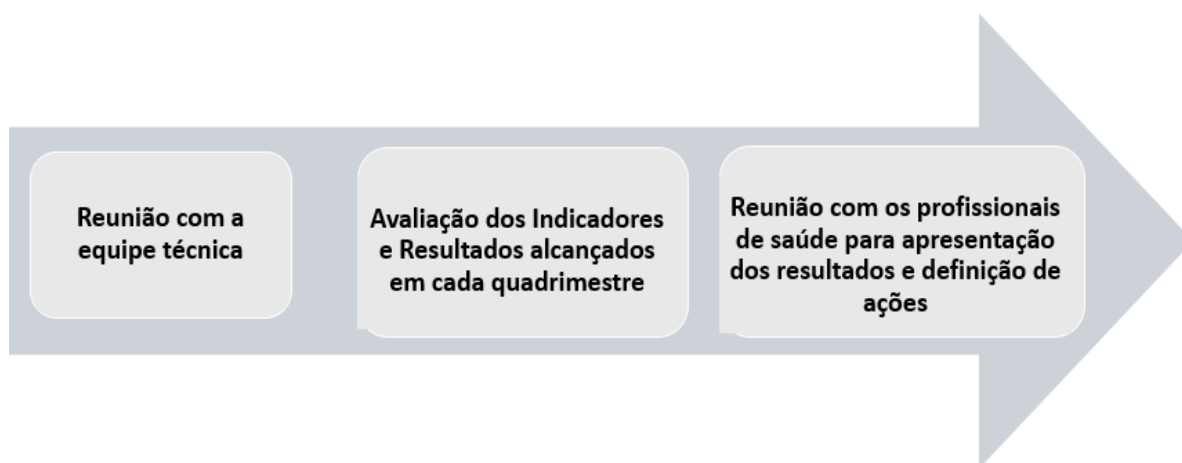 Reunião com a
equipe técnica
Avaliação dos Indicadores
e Resultados alcançados
em cada quadrimestre
Reunião com os profissionais
de saúde para apresentação
dos resultados e definição de
ações